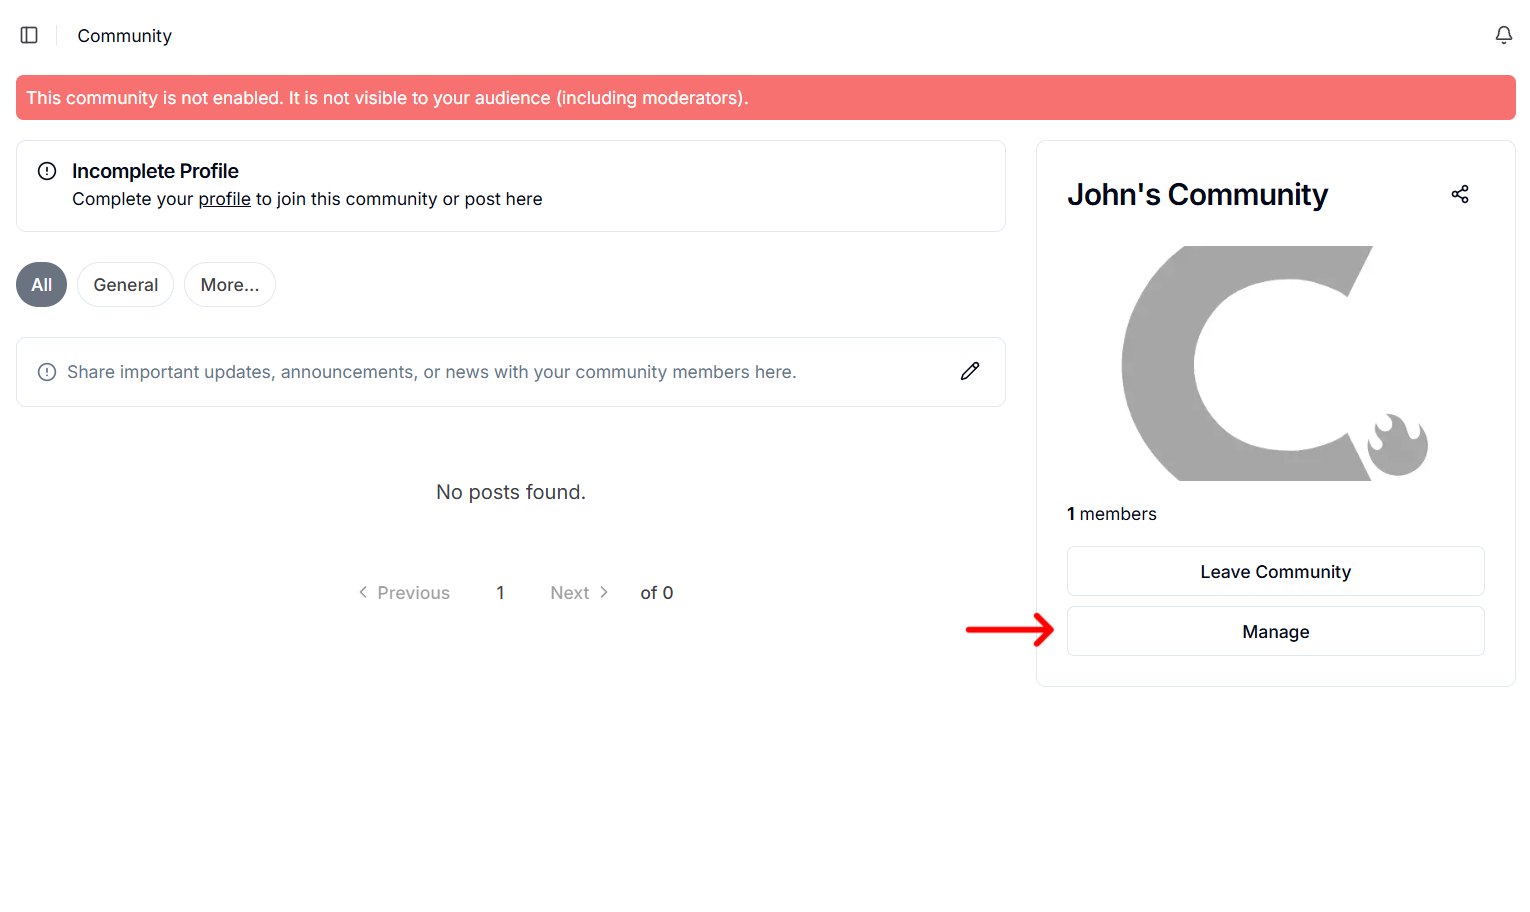 Community
This community is not enabled. It is not visible to your audience (including moderators).
Incomplete Profile
Complete your profile to join this community or post here
All
General
More...
Share important updates, announcements, or news with your community members here.
No posts found.
Previous
1
Next
of 0
John's Community
1 members
Leave Community
Manage